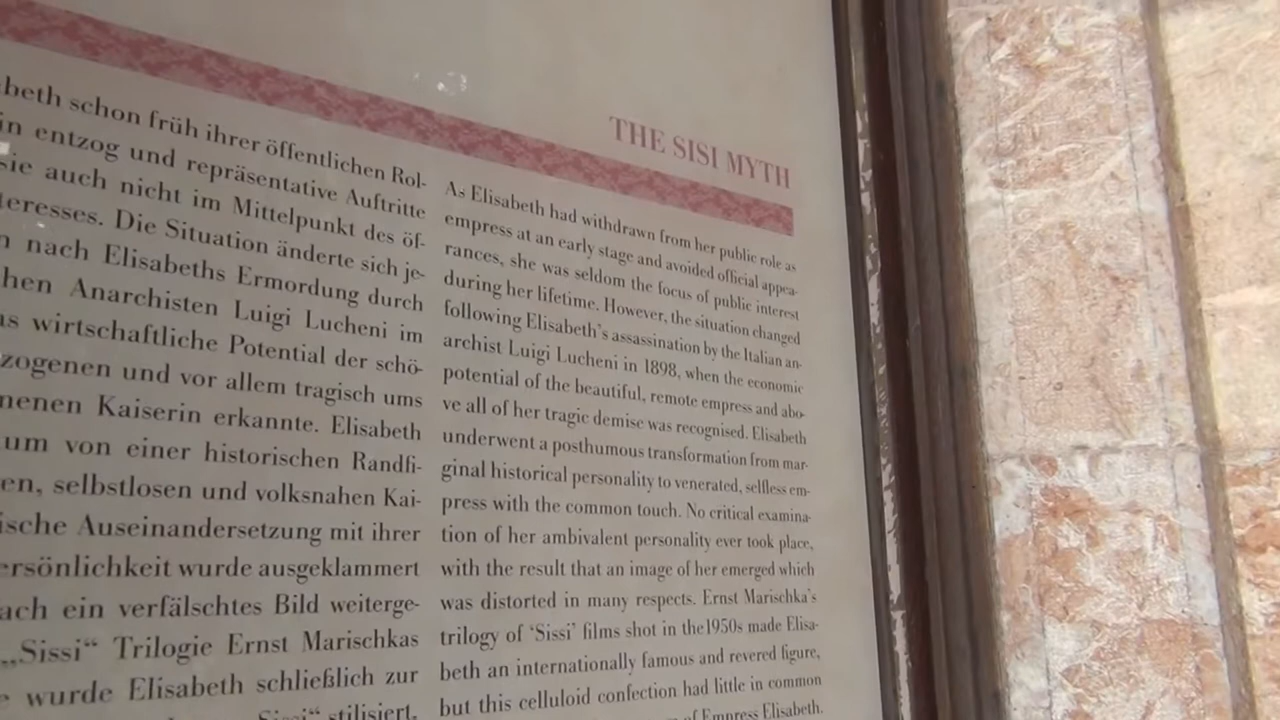 THE SISI MYTH
beth schon früh ihrer öffentlichen Rol-
entzog und repräsentative Auftritte
sie auch nicht im Mittelpunkt des öf-
teresses. Die Situation änderte sich je-
nach Elisabeths Ermordung durch
hen Anarchisten Luigi Lucheni im
as wirtschaftliche Potential der schö-
zogenen und vor allem tragisch ums
menen Kaiserin erkannte. Elisabeth
um von einer historischen Randfi-
en, selbstlosen und volksnahen Kai-
ische Auseinandersetzung mit ihrer
ersönlichkeit wurde ausgeklammert
ach ein verfälschtes Bild weiterge-
„Sissi“ Trilogie Ernst Marischkas
wurde Elisabeth schließlich zur
Sissi“ stilisiert.
As Elisabeth had withdrawn from her public role as
empress at an early stage and avoided official appea-
rances, she was seldom the focus of public interest
during her lifetime. However, the situation changed
following Elisabeth's assassination by the Italian an-
archist Luigi Lucheni in 1898, when the economic
potential of the beautiful, remote empress and abo-
ve all of her tragic demise was recognised. Elisabeth
underwent a posthumous transformation from mar-
ginal historical personality to venerated, selfless em-
press with the common touch. No critical examina-
tion of her ambivalent personality ever took place,
with the result that an image of her emerged which
was distorted in many respects. Ernst Marischka's
trilogy of 'Sissi' films shot in the1950s made Elisa-
beth an internationally famous and revered figure,
but this celluloid confection had little in common
of Empress Elisabeth.